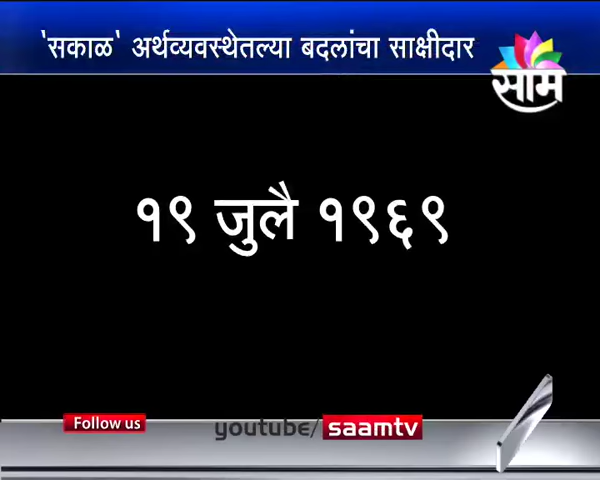 'सकाळ' अर्थव्यवस्थेतल्या बदलांचा साक्षीदार
साम
१९ जुलै १९६९
Follow us
youtube/saamtv